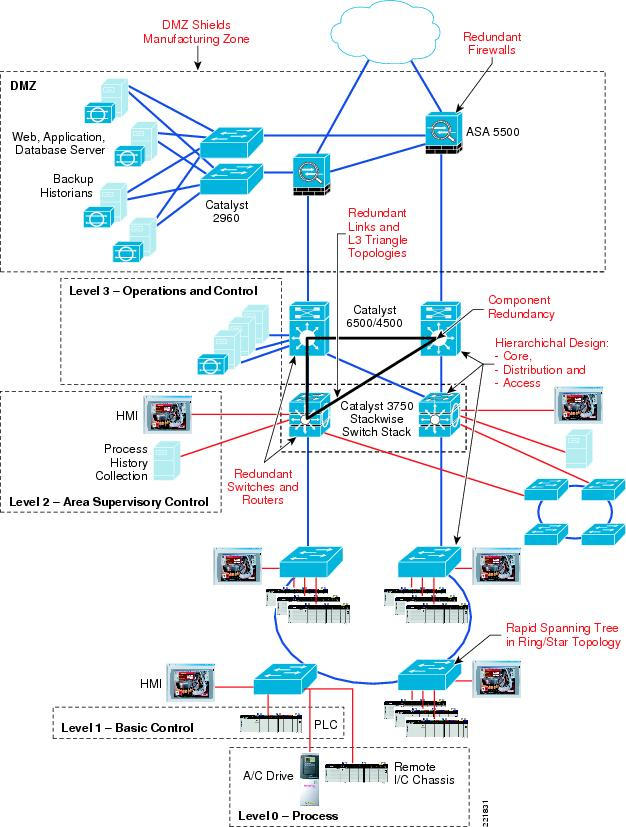 DMZ Shields
Manufacturing Zone
Redundant
Firewalls
DMZ
ASA 5500
Web, Application,
Database Server
Backup
Historians
Catalyst
2960
Redundant
Links and
L3 Triangle
Topologies
Level 3 – Operations and Control
Catalyst
6500/4500
Component
Redundancy
Hierarchichal Design:
- Core,
- Distribution and
- Access
HMI
Catalyst 3750
Stackwise
Switch Stack
Process
History
Collection
Redundant
Switches and
Routers
Level 2 – Area Supervisory Control
Rapid Spanning Tree
in Ring/Star Topology
HMI
Level 1 – Basic Control
PLC
A/C Drive
Remote
I/C Chassis
Level 0 – Process
221831